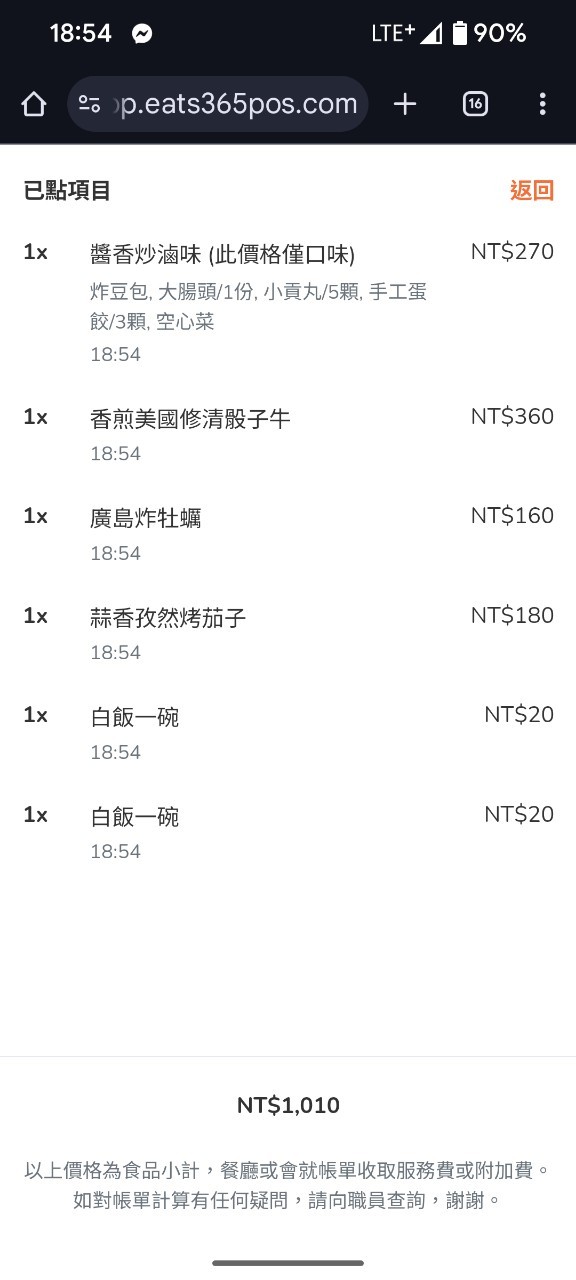 18:54 LTE+ 90%
p.eats365pos.com 16
已點項目 返回
1x 醬香炒滷味 (此價格僅口味) NT$270
炸豆包, 大腸頭/1份, 小貢丸/5顆, 手工蛋
餃/3顆, 空心菜
18:54
1x 香煎美國修清骰子牛 NT$360
18:54
1x 廣島炸牡蠣 NT$160
18:54
1x 蒜香孜然烤茄子 NT$180
18:54
1x 白飯一碗 NT$20
18:54
1x 白飯一碗 NT$20
18:54
NT$1,010
以上價格為食品小計，餐廳或會就帳單收取服務費或附加費。
如對帳單計算有任何疑問，請向職員查詢，謝謝。